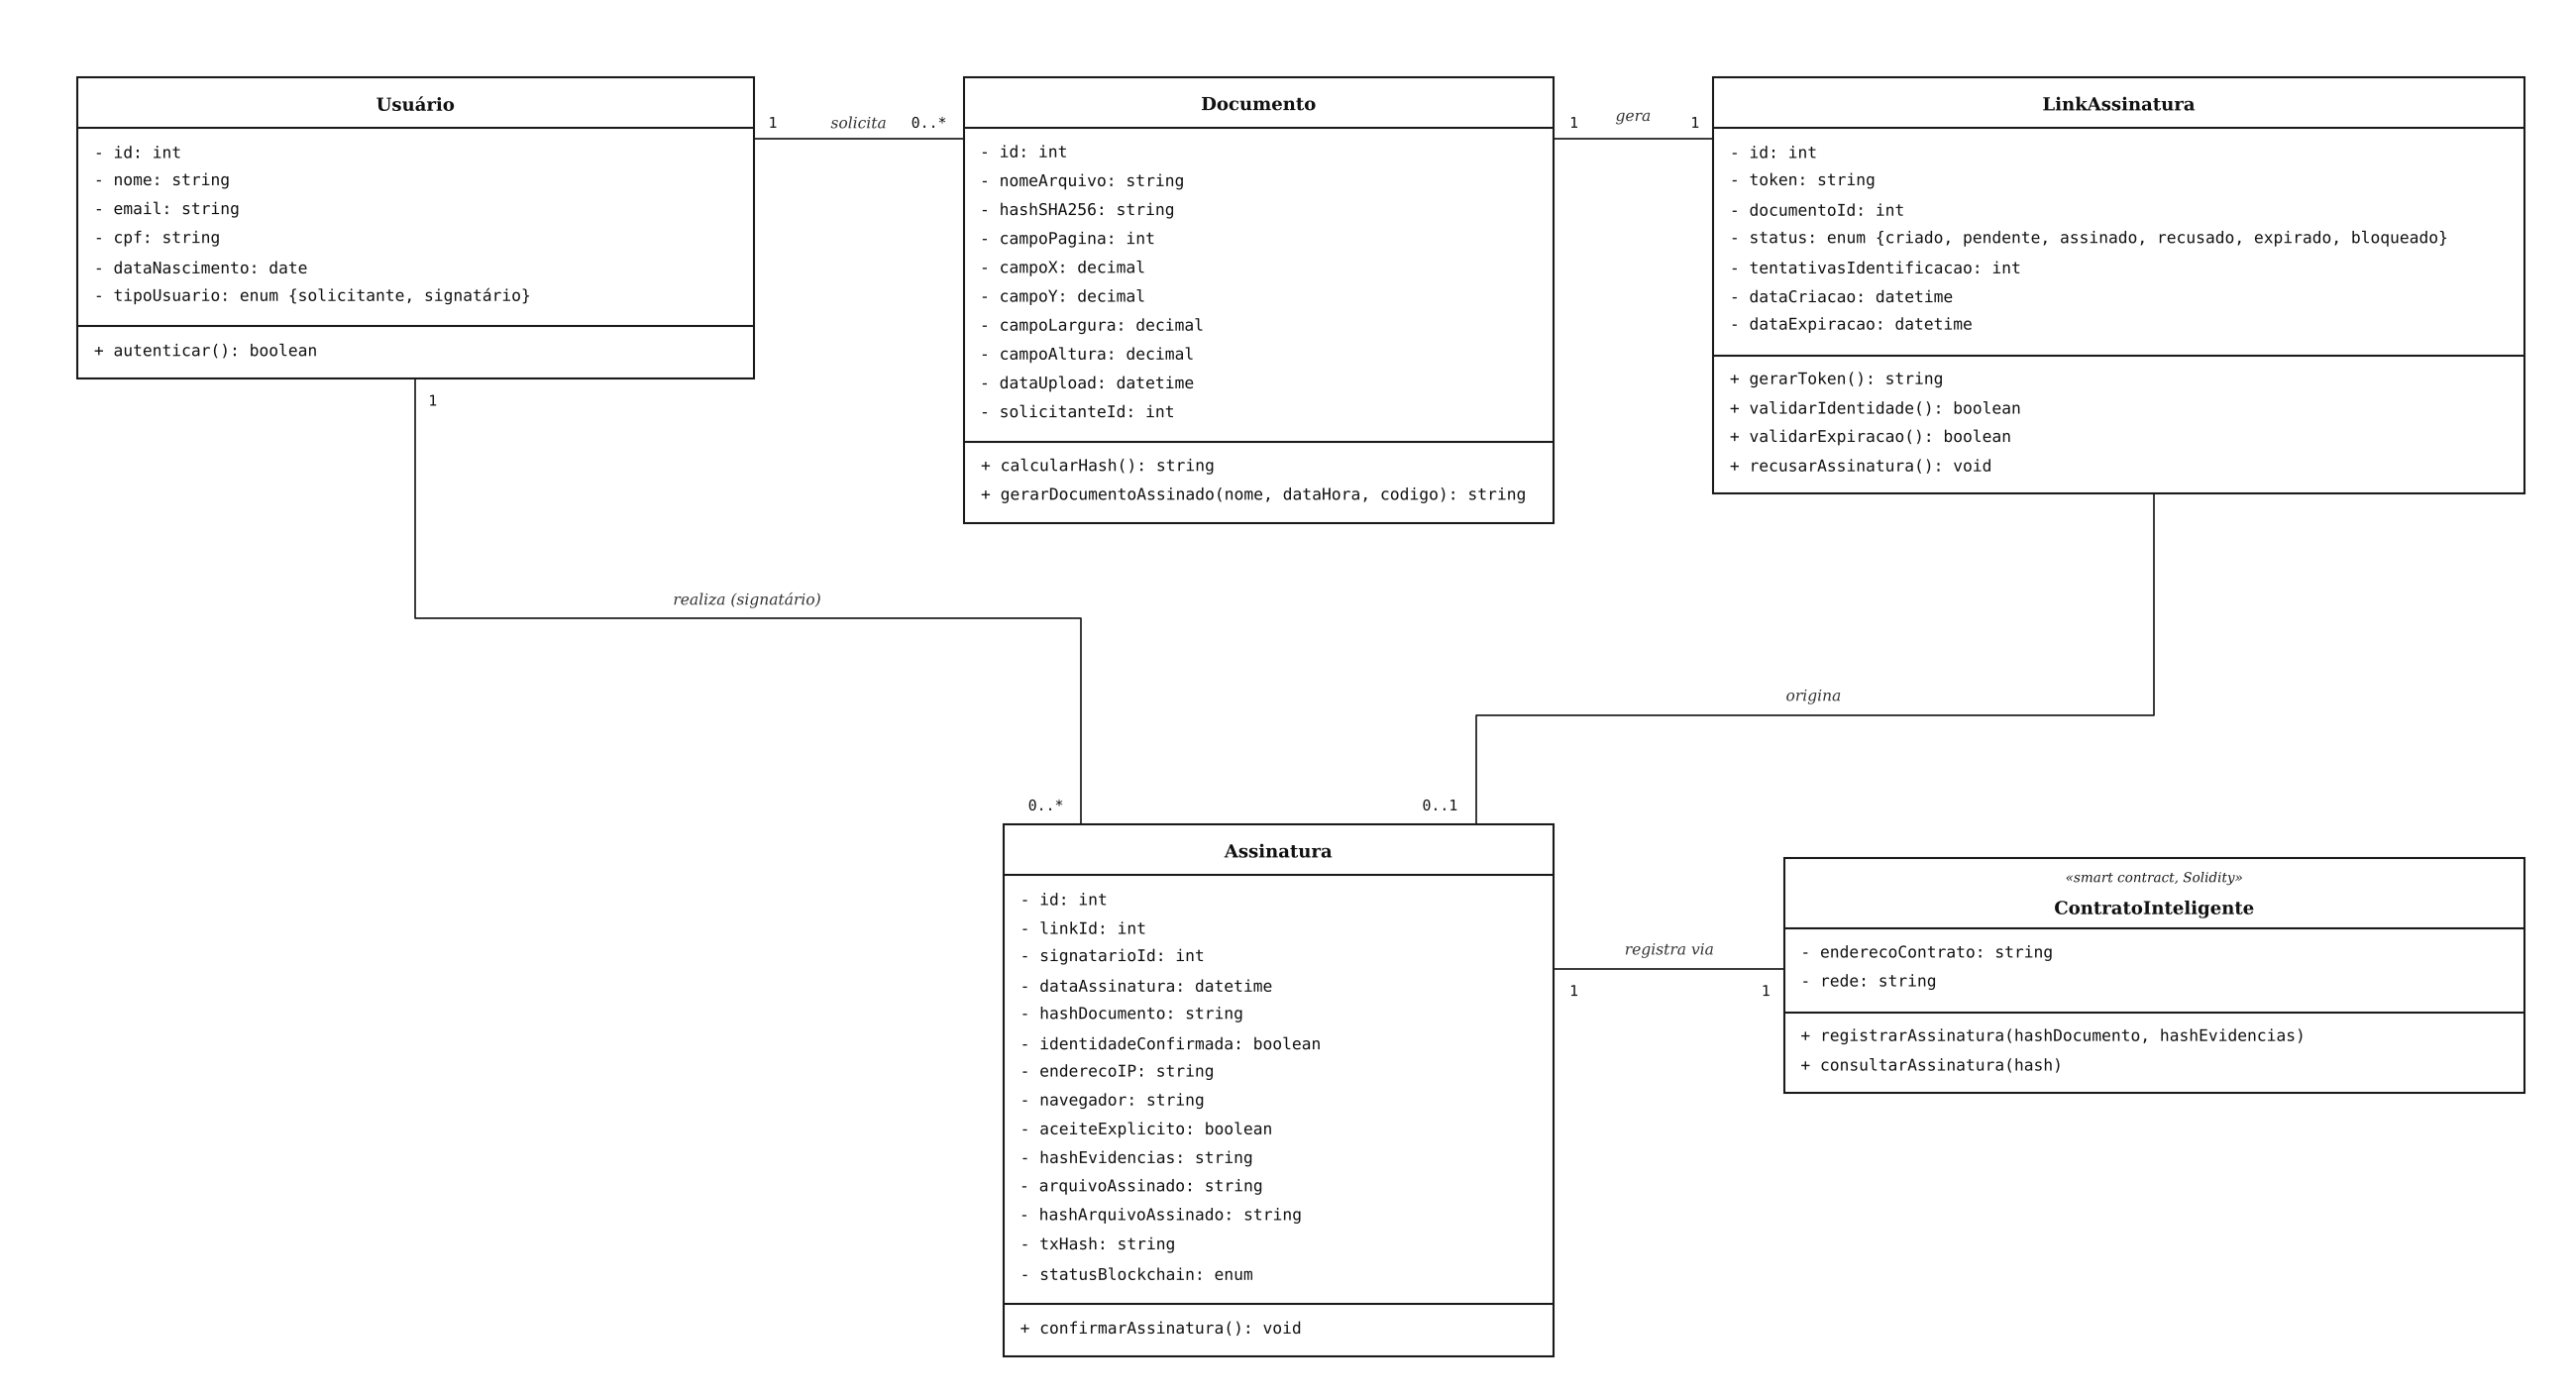 Usuário
- id: int
- nome: string
- email: string
- cpf: string
- dataNascimento: date
- tipoUsuario: enum {solicitante, signatário}
+ autenticar(): boolean
1
solicita
0..*
Documento
- id: int
- nomeArquivo: string
- hashSHA256: string
- campoPagina: int
- campoX: decimal
- campoY: decimal
- campoLargura: decimal
- campoAltura: decimal
- dataUpload: datetime
- solicitanteId: int
+ calcularHash(): string
+ gerarDocumentoAssinado(nome, dataHora, codigo): string
1
gera
1
LinkAssinatura
- id: int
- token: string
- documentoId: int
- status: enum {criado, pendente, assinado, recusado, expirado, bloqueado}
- tentativasIdentificacao: int
- dataCriacao: datetime
- dataExpiracao: datetime
+ gerarToken(): string
+ validarIdentidade(): boolean
+ validarExpiracao(): boolean
+ recusarAssinatura(): void
1
realiza (signatário)
0..*
origina
0..1
Assinatura
- id: int
- linkId: int
- signatarioId: int
- dataAssinatura: datetime
- hashDocumento: string
- identidadeConfirmada: boolean
- enderecoIP: string
- navegador: string
- aceiteExplicito: boolean
- hashEvidencias: string
- arquivoAssinado: string
- hashArquivoAssinado: string
- txHash: string
- statusBlockchain: enum
+ confirmarAssinatura(): void
registra via
1
1
«smart contract, Solidity»
ContratoInteligente
- enderecoContrato: string
- rede: string
+ registrarAssinatura(hashDocumento, hashEvidencias)
+ consultarAssinatura(hash)